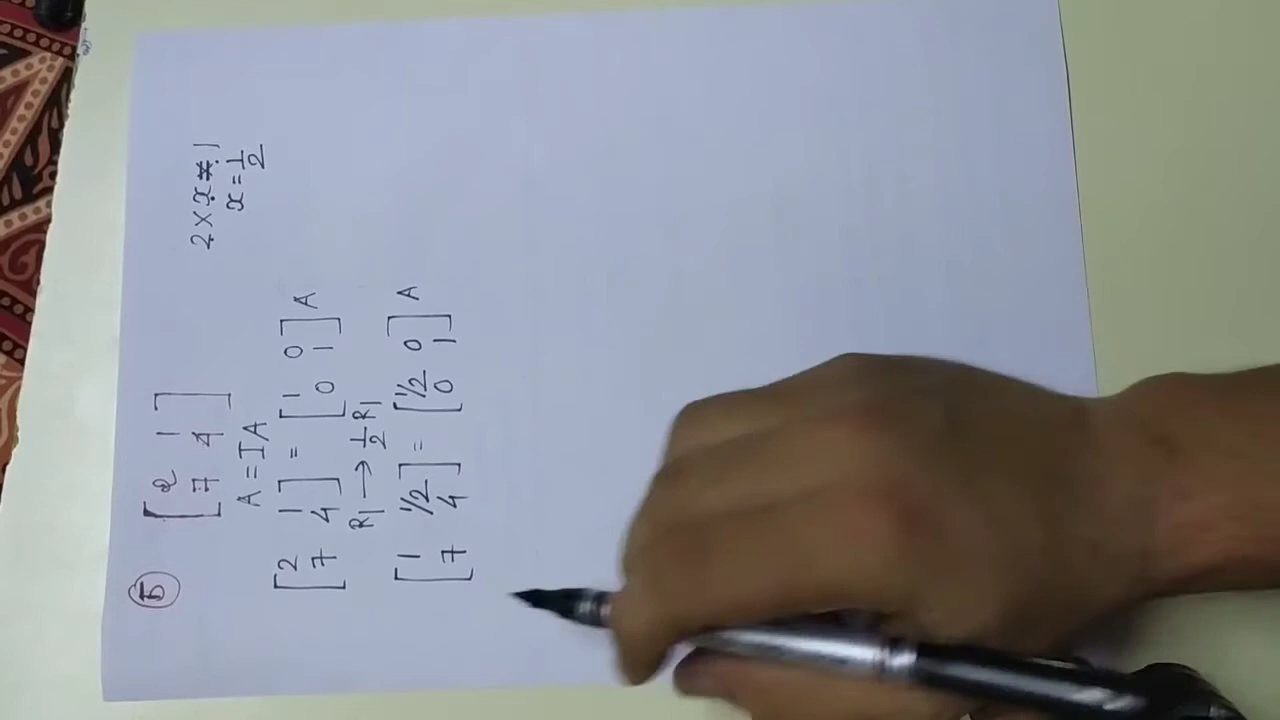 5 [2 1
7 4]
A = IA
[2 1
7 4] = [1 0
0 1] A
R1 → 1/2 R1
[1 1/2
7 4] = [1/2 0
0 1] A
2 × x = 1
x = 1/2